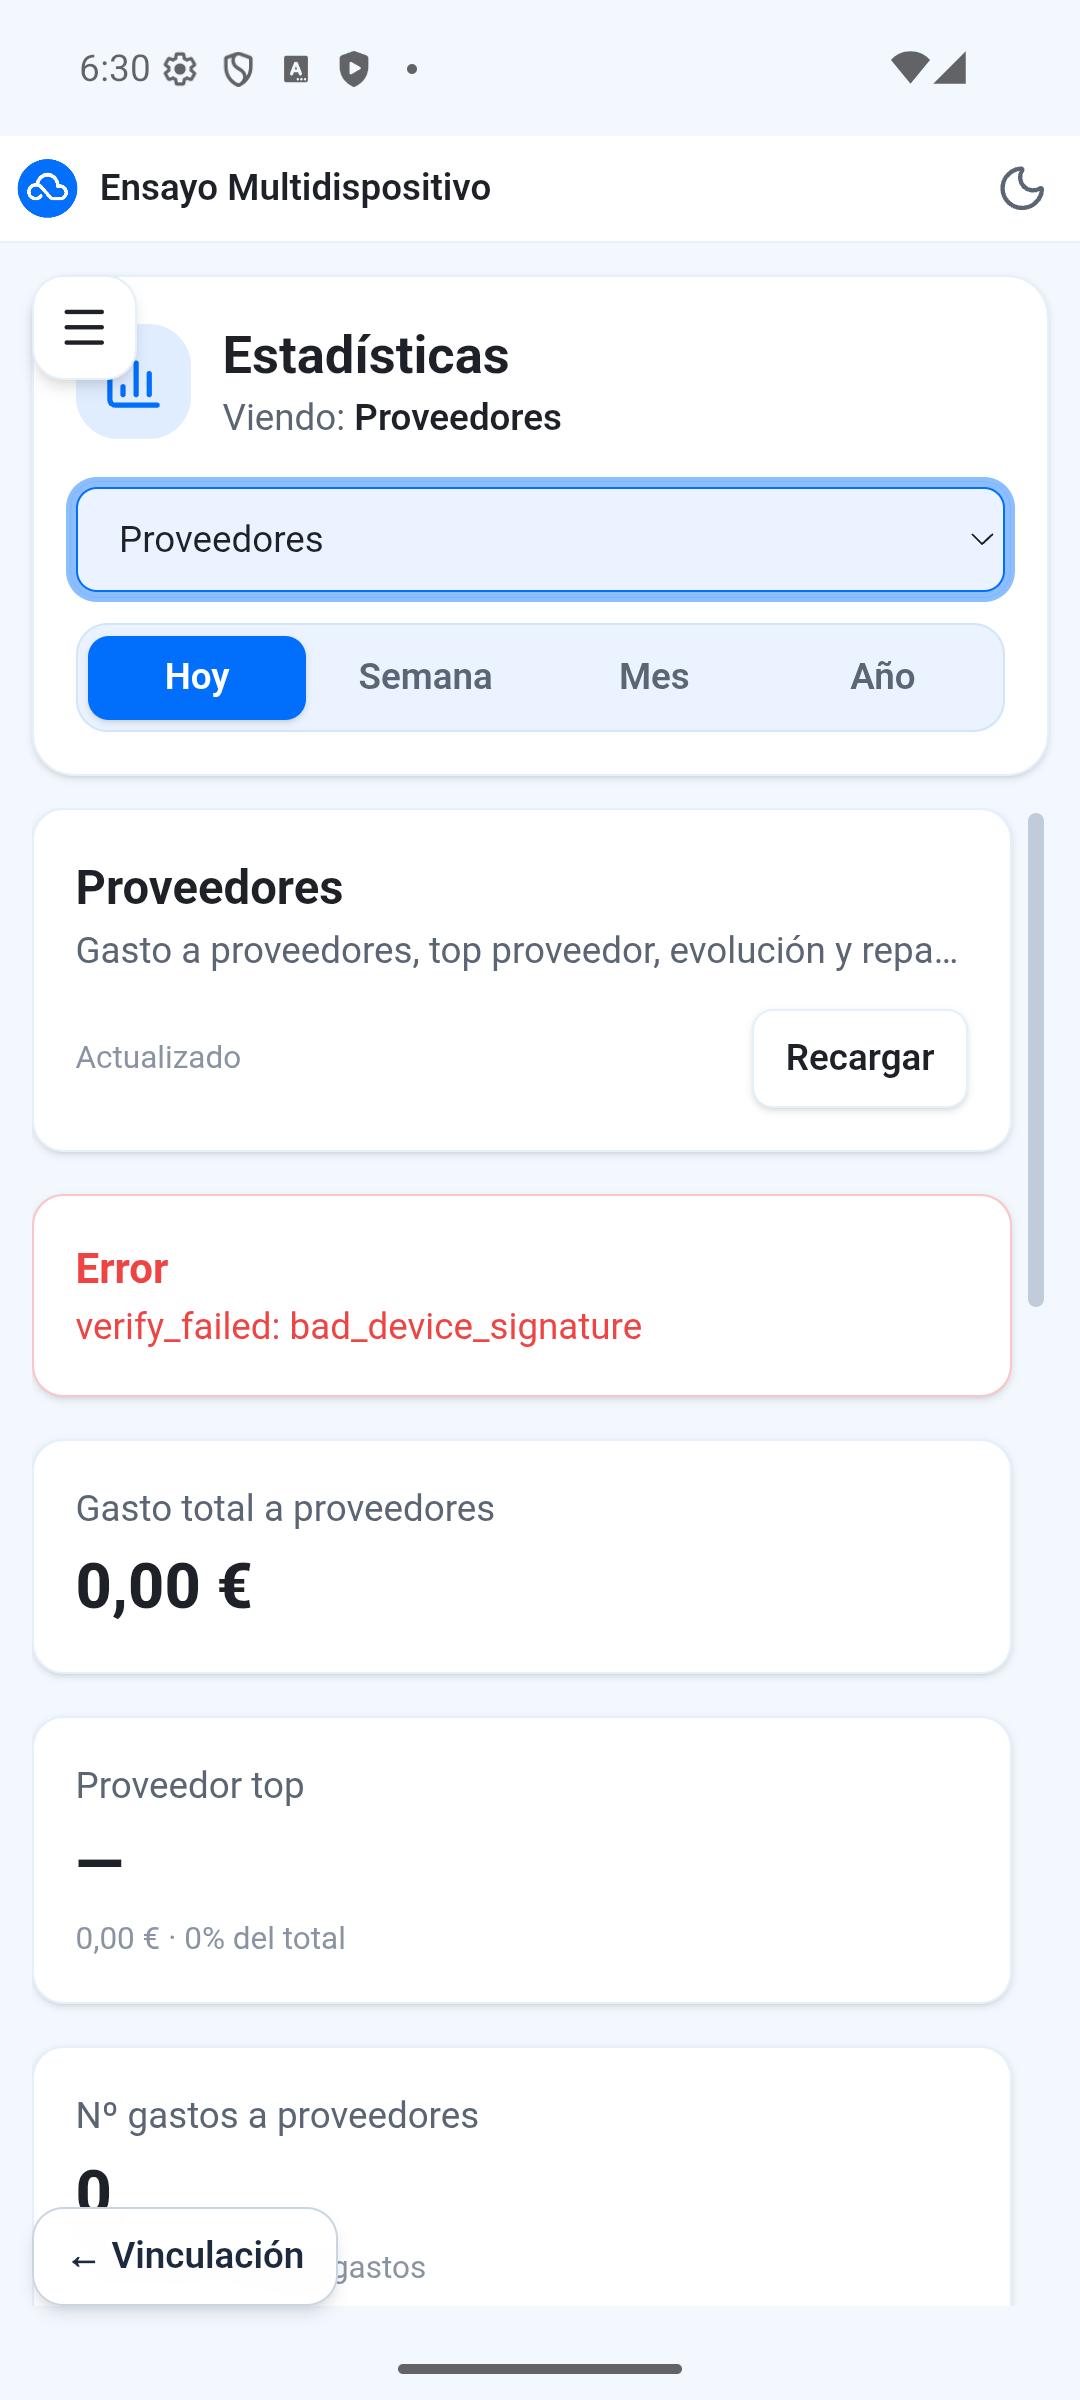 6:30
Ensayo Multidispositivo
Estadísticas
Viendo: Proveedores
Proveedores
Hoy
Semana
Mes
Año
Proveedores
Gasto a proveedores, top proveedor, evolución y repa...
Actualizado
Recargar
Error
verify_failed: bad_device_signature
Gasto total a proveedores
0,00 €
Proveedor top
—
0,00 € · 0% del total
Nº gastos a proveedores
0
← Vinculación
gastos